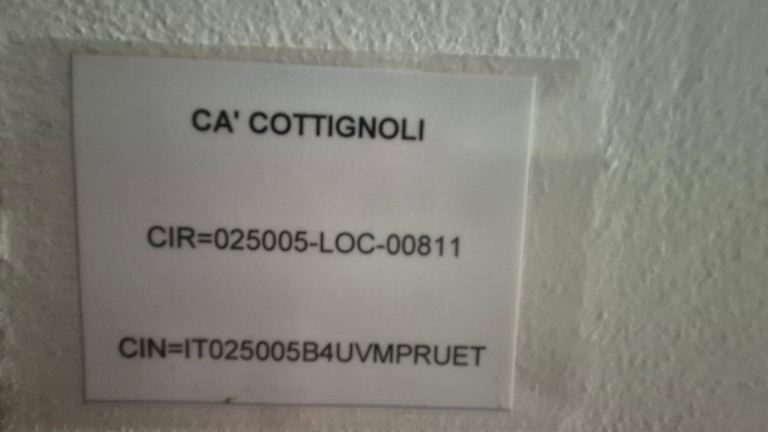 CA' COTTIGNOLI
CIR=025005-LOC-00811
CIN=IT025005B4UVMPRUET